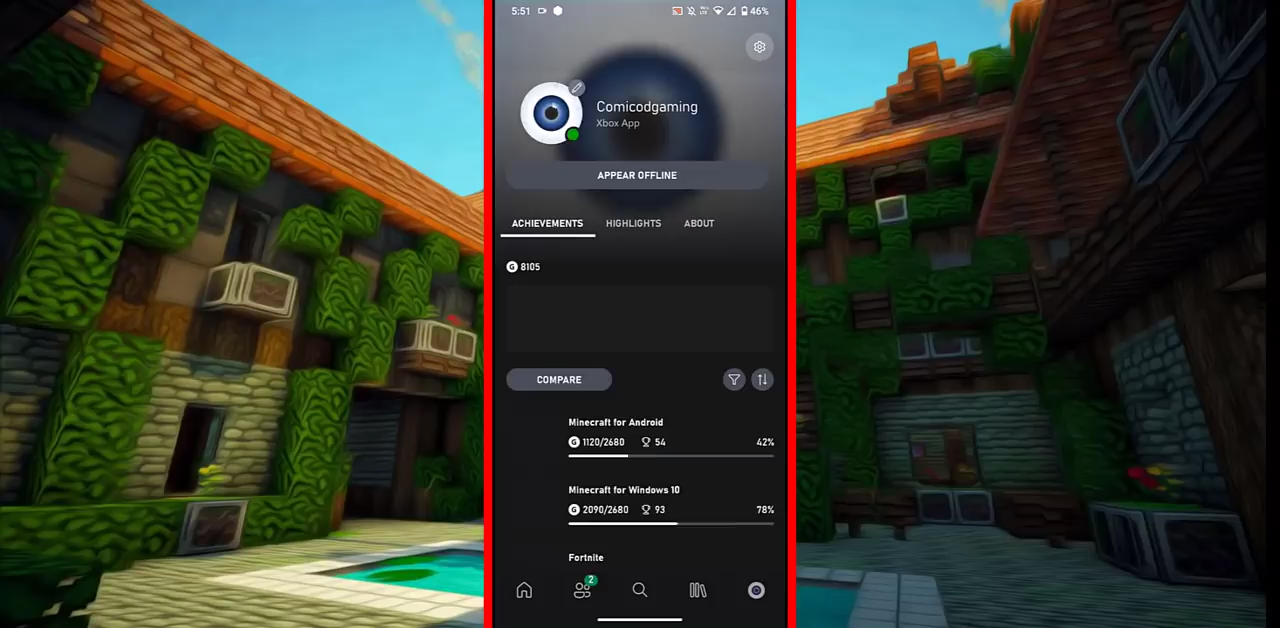 5:51
46%
Comicodgaming
Xbox App
APPEAR OFFLINE
ACHIEVEMENTS HIGHLIGHTS ABOUT
G 8105
COMPARE
Minecraft for Android
G 1120/2680 54 42%
Minecraft for Windows 10
G 2090/2680 93 78%
Fortnite
2